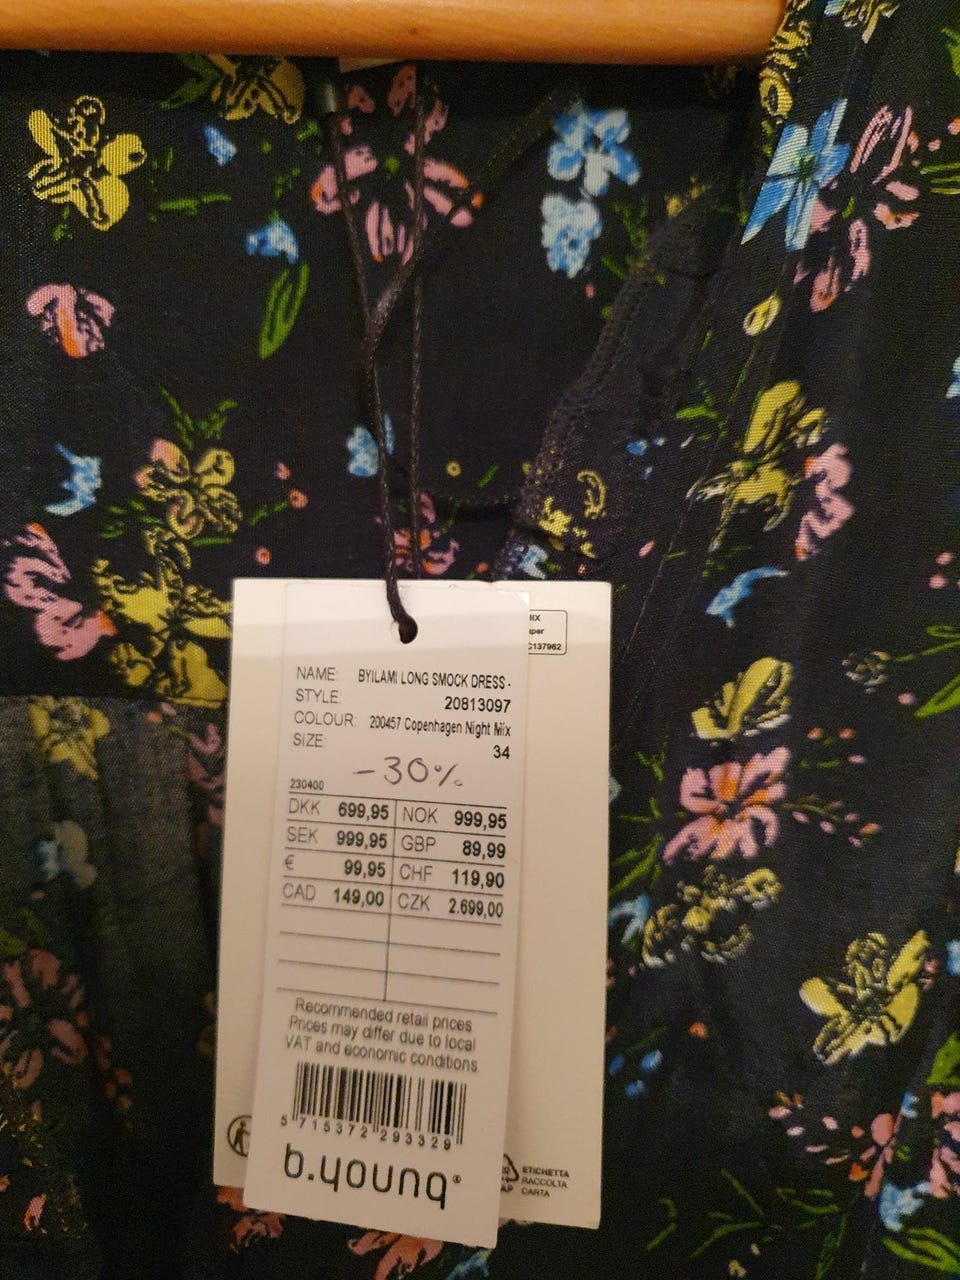 NAME: BYILAMI LONG SMOCK DRESS -
STYLE: 20813097
COLOUR: 200457 Copenhagen Night Mix
SIZE: 34
-30%
230400
DKK 699,95 NOK 999,95
SEK 999,95 GBP 89,99
€ 99,95 CHF 119,90
CAD 149,00 CZK 2.699,00
Recommended retail prices
Prices may differ due to local
VAT and economic conditions.
5 715372 293329
b.young®
C137962
ETICHETTA
RACCOLTA
CARTA